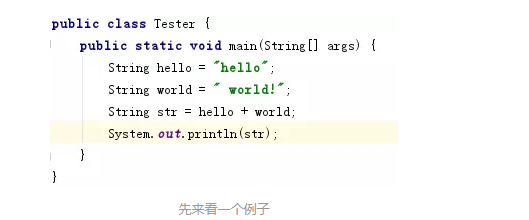 public class Tester {
    public static void main(String[] args) {
        String hello = "hello";
        String world = " world!";
        String str = hello + world;
        System.out.println(str);
    }
}
先来看一个例子